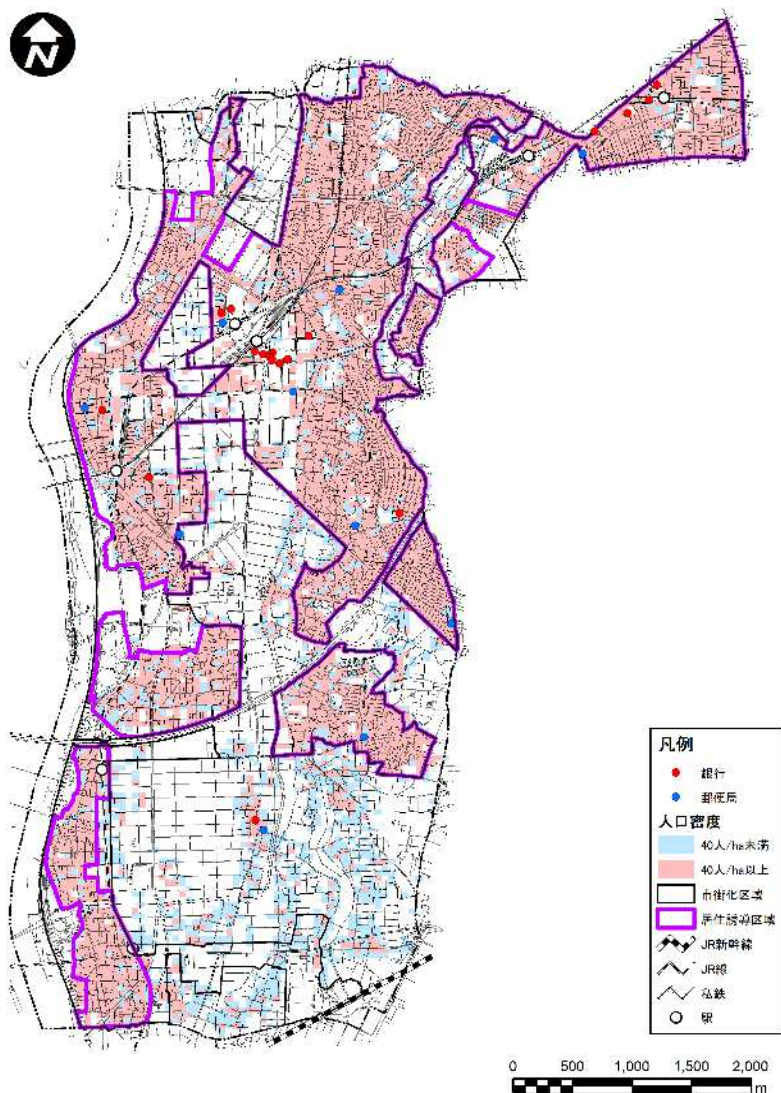 N
凡例
銀行
郵便局
人口密度
40人/ha未満
40人/ha以上
市街化区域
居住誘導区域
JR新幹線
JR線
私鉄
駅
0 500 1,000 1,500 2,000
m